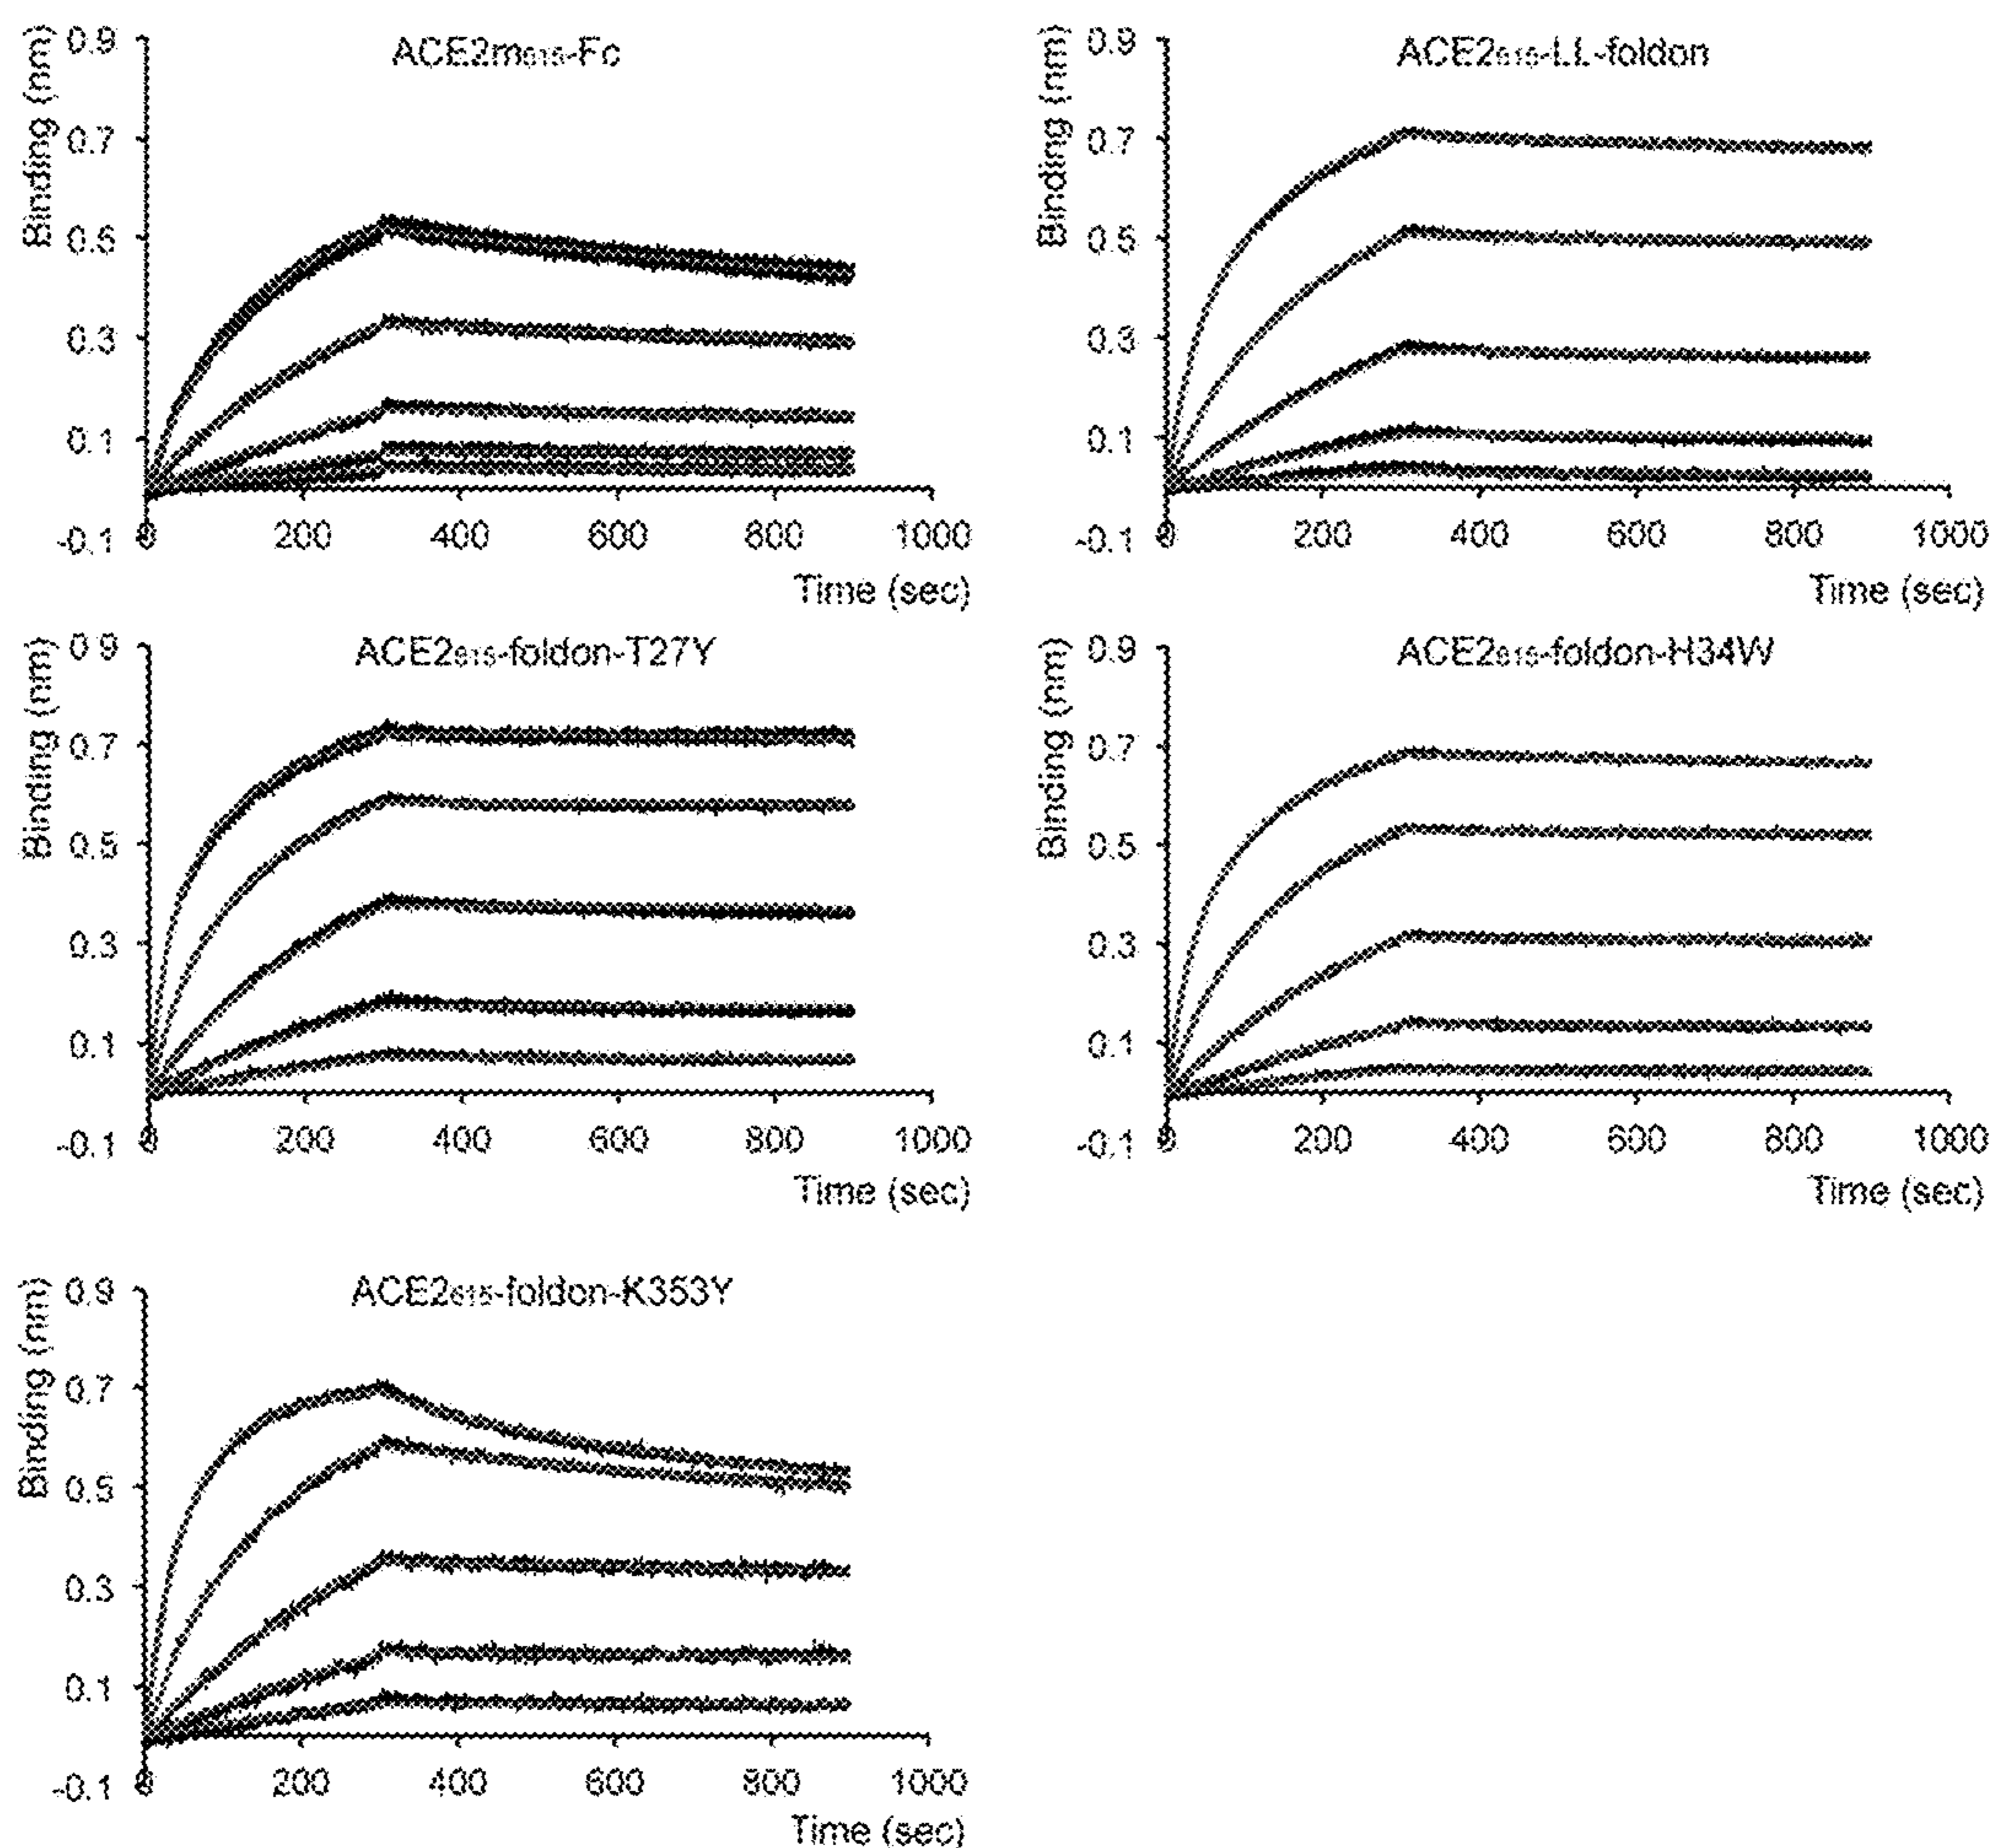 ACE2m615-Fc
Binding (nm)
0.9
0.7
0.5
0.3
0.1
-0.1
0 200 400 600 800 1000
Time (sec)
ACE2615-LL-foldon
Binding (nm)
0.9
0.7
0.5
0.3
0.1
-0.1
0 200 400 600 800 1000
Time (sec)
ACE2615-foldon-T27Y
Binding (nm)
0.9
0.7
0.5
0.3
0.1
-0.1
0 200 400 600 800 1000
Time (sec)
ACE2615-foldon-H34W
Binding (nm)
0.9
0.7
0.5
0.3
0.1
-0.1
0 200 400 600 800 1000
Time (sec)
ACE2615-foldon-K353Y
Binding (nm)
0.9
0.7
0.5
0.3
0.1
-0.1
0 200 400 600 800 1000
Time (sec)